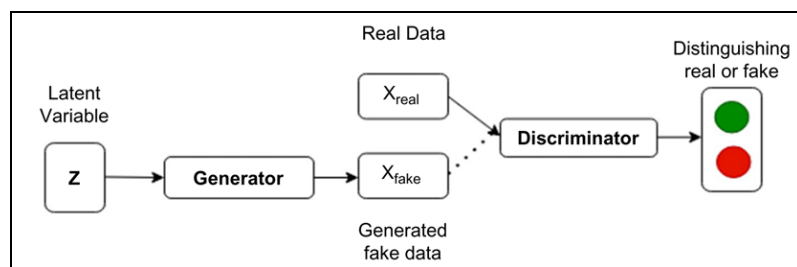 Real Data
Distinguishing
real or fake
Latent
Variable
X_real
Discriminator
Z
Generator
X_fake
Generated
fake data